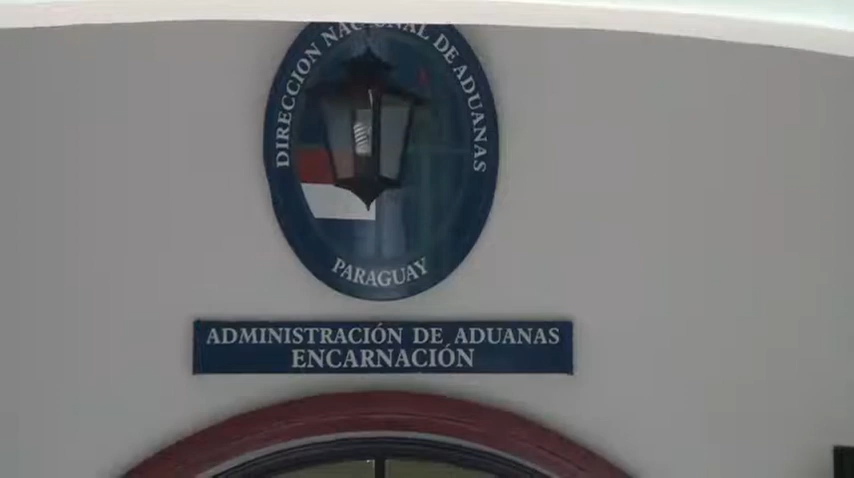 DIRECCION NACIONAL DE ADUANAS
PARAGUAY
ADMINISTRACIÓN DE ADUANAS
ENCARNACIÓN